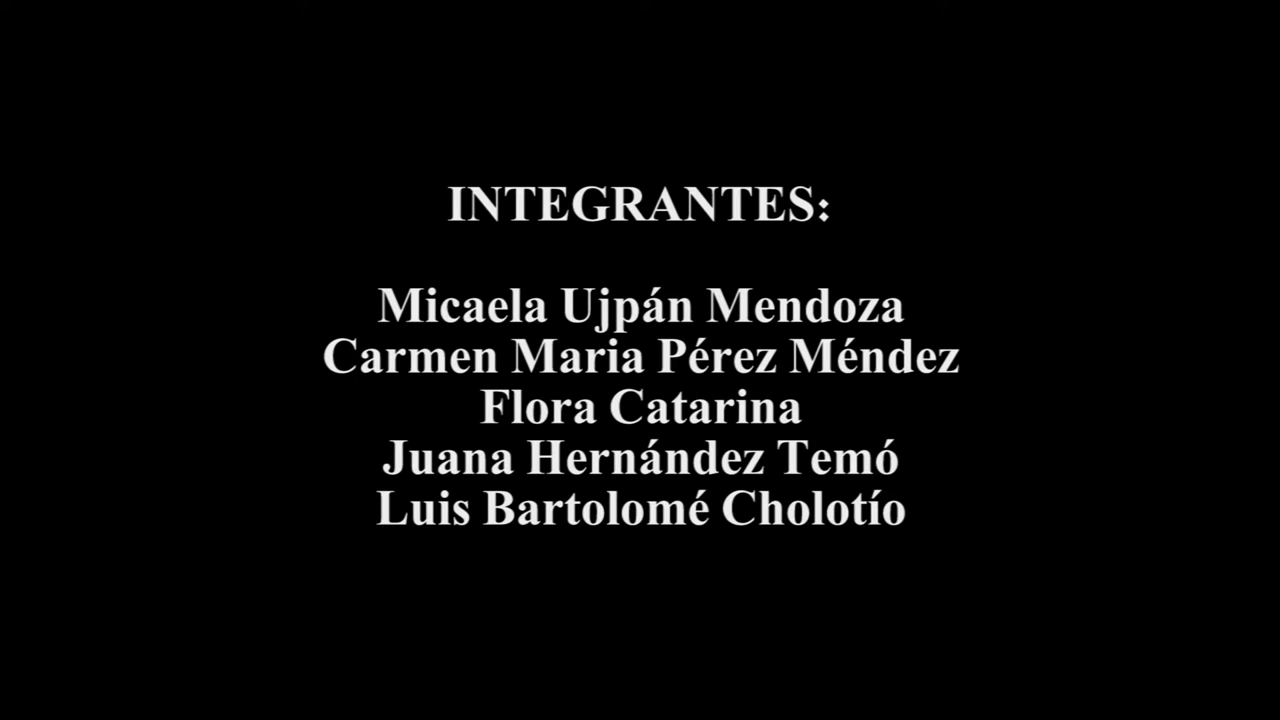 INTEGRANTES:
Micaela Ujpán Mendoza
Carmen Maria Pérez Méndez
Flora Catarina
Juana Hernández Temó
Luis Bartolomé Cholotío